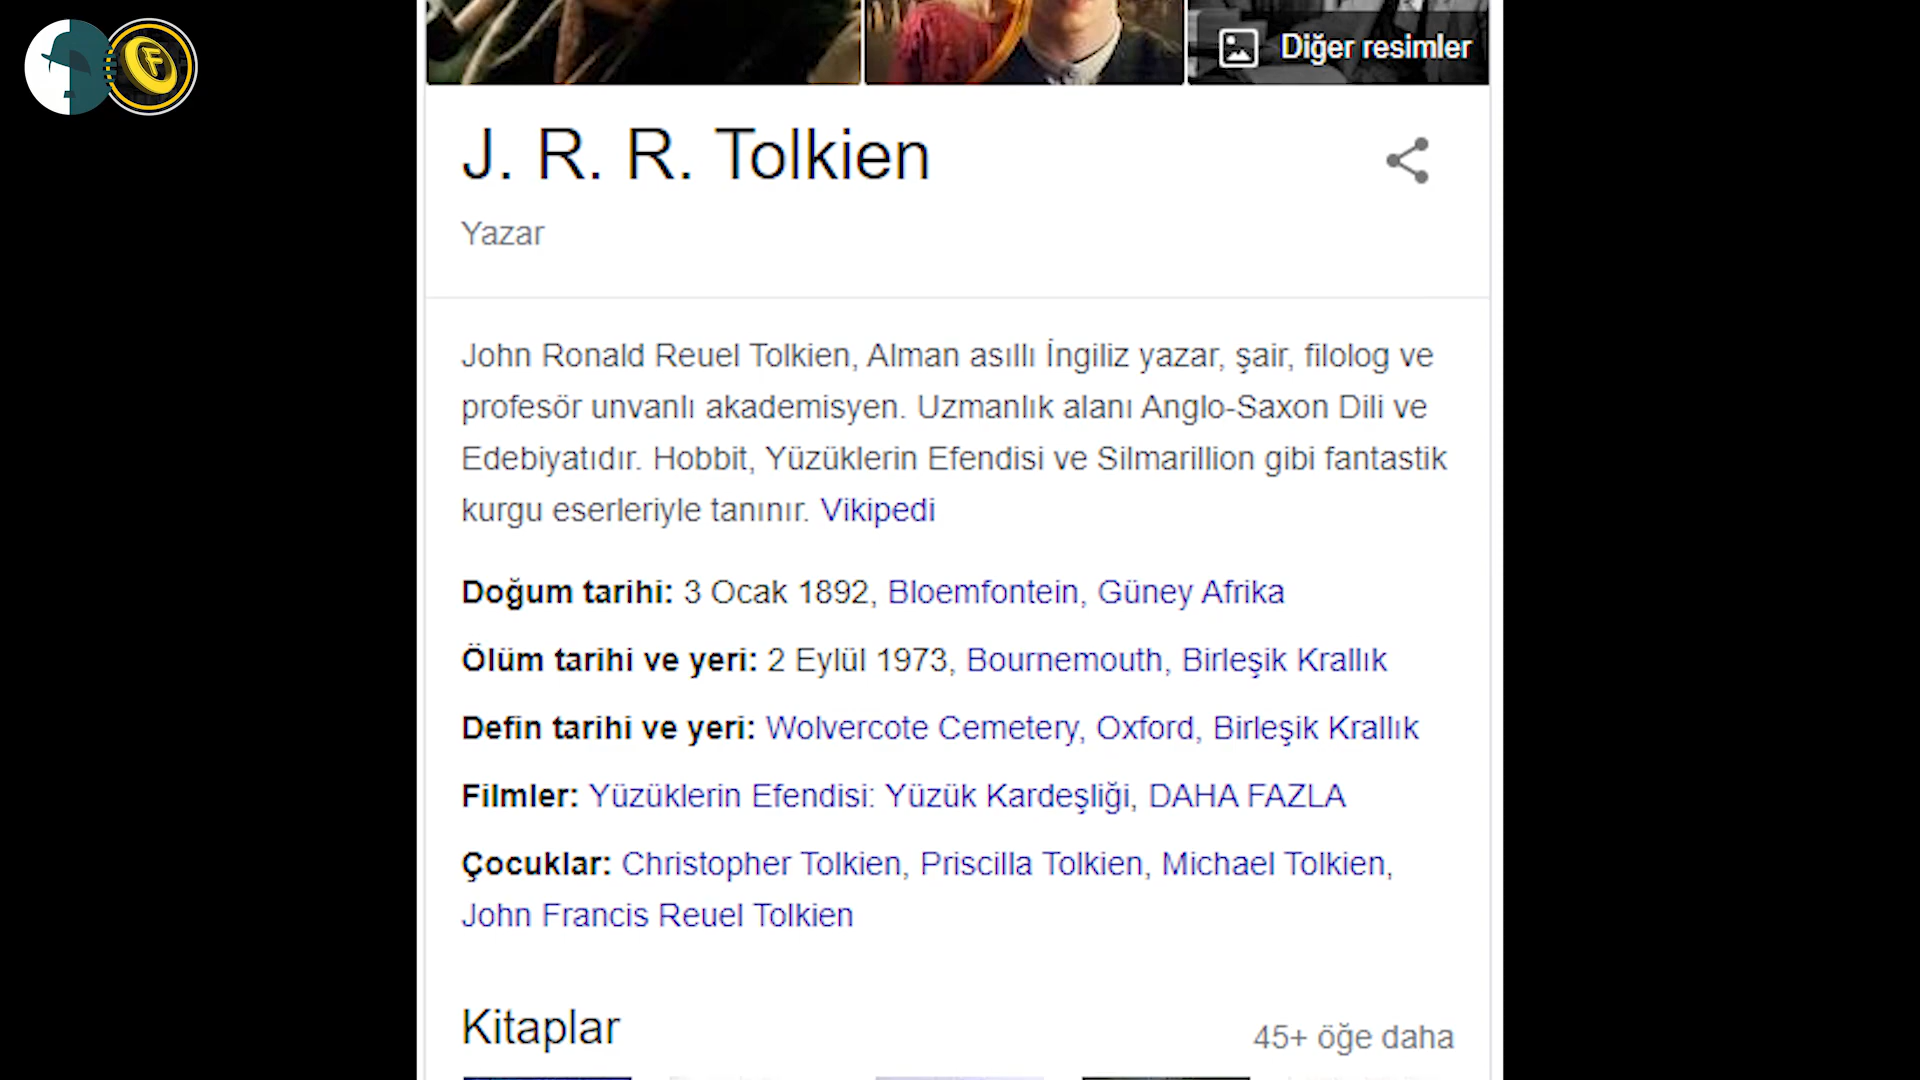 Diğer resimler
J. R. R. Tolkien
Yazar
John Ronald Reuel Tolkien, Alman asıllı İngiliz yazar, şair, filolog ve
profesör unvanlı akademisyen. Uzmanlık alanı Anglo-Saxon Dili ve
Edebiyatıdır. Hobbit, Yüzüklerin Efendisi ve Silmarillion gibi fantastik
kurgu eserleriyle tanınır. Vikipedi
Doğum tarihi: 3 Ocak 1892, Bloemfontein, Güney Afrika
Ölüm tarihi ve yeri: 2 Eylül 1973, Bournemouth, Birleşik Krallık
Defin tarihi ve yeri: Wolvercote Cemetery, Oxford, Birleşik Krallık
Filmler: Yüzüklerin Efendisi: Yüzük Kardeşliği, DAHA FAZLA
Çocuklar: Christopher Tolkien, Priscilla Tolkien, Michael Tolkien,
John Francis Reuel Tolkien
Kitaplar
45+ öğe daha